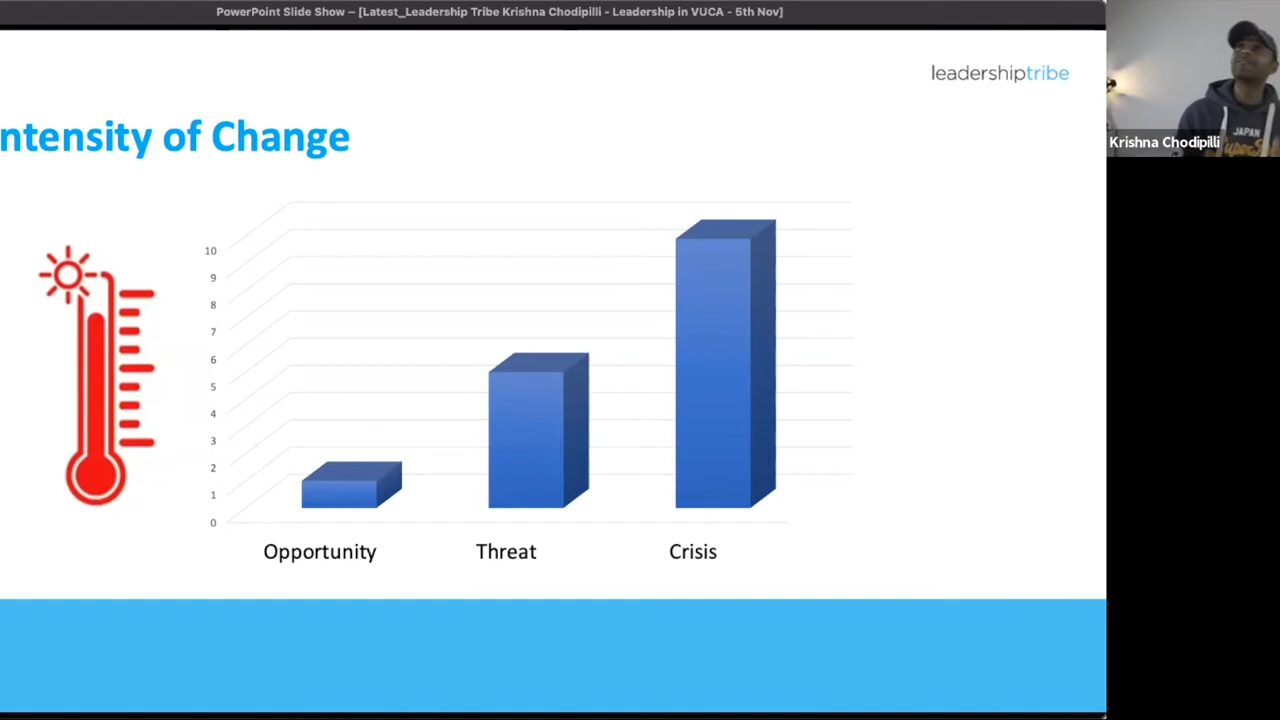 PowerPoint Slide Show – [Latest_Leadership Tribe Krishna Chodipilli - Leadership in VUCA - 5th Nov]
leadershiptribe
ntensity of Change
Krishna Chodipilli
JAPAN
10
9
8
7
6
5
4
3
2
1
0
Opportunity
Threat
Crisis